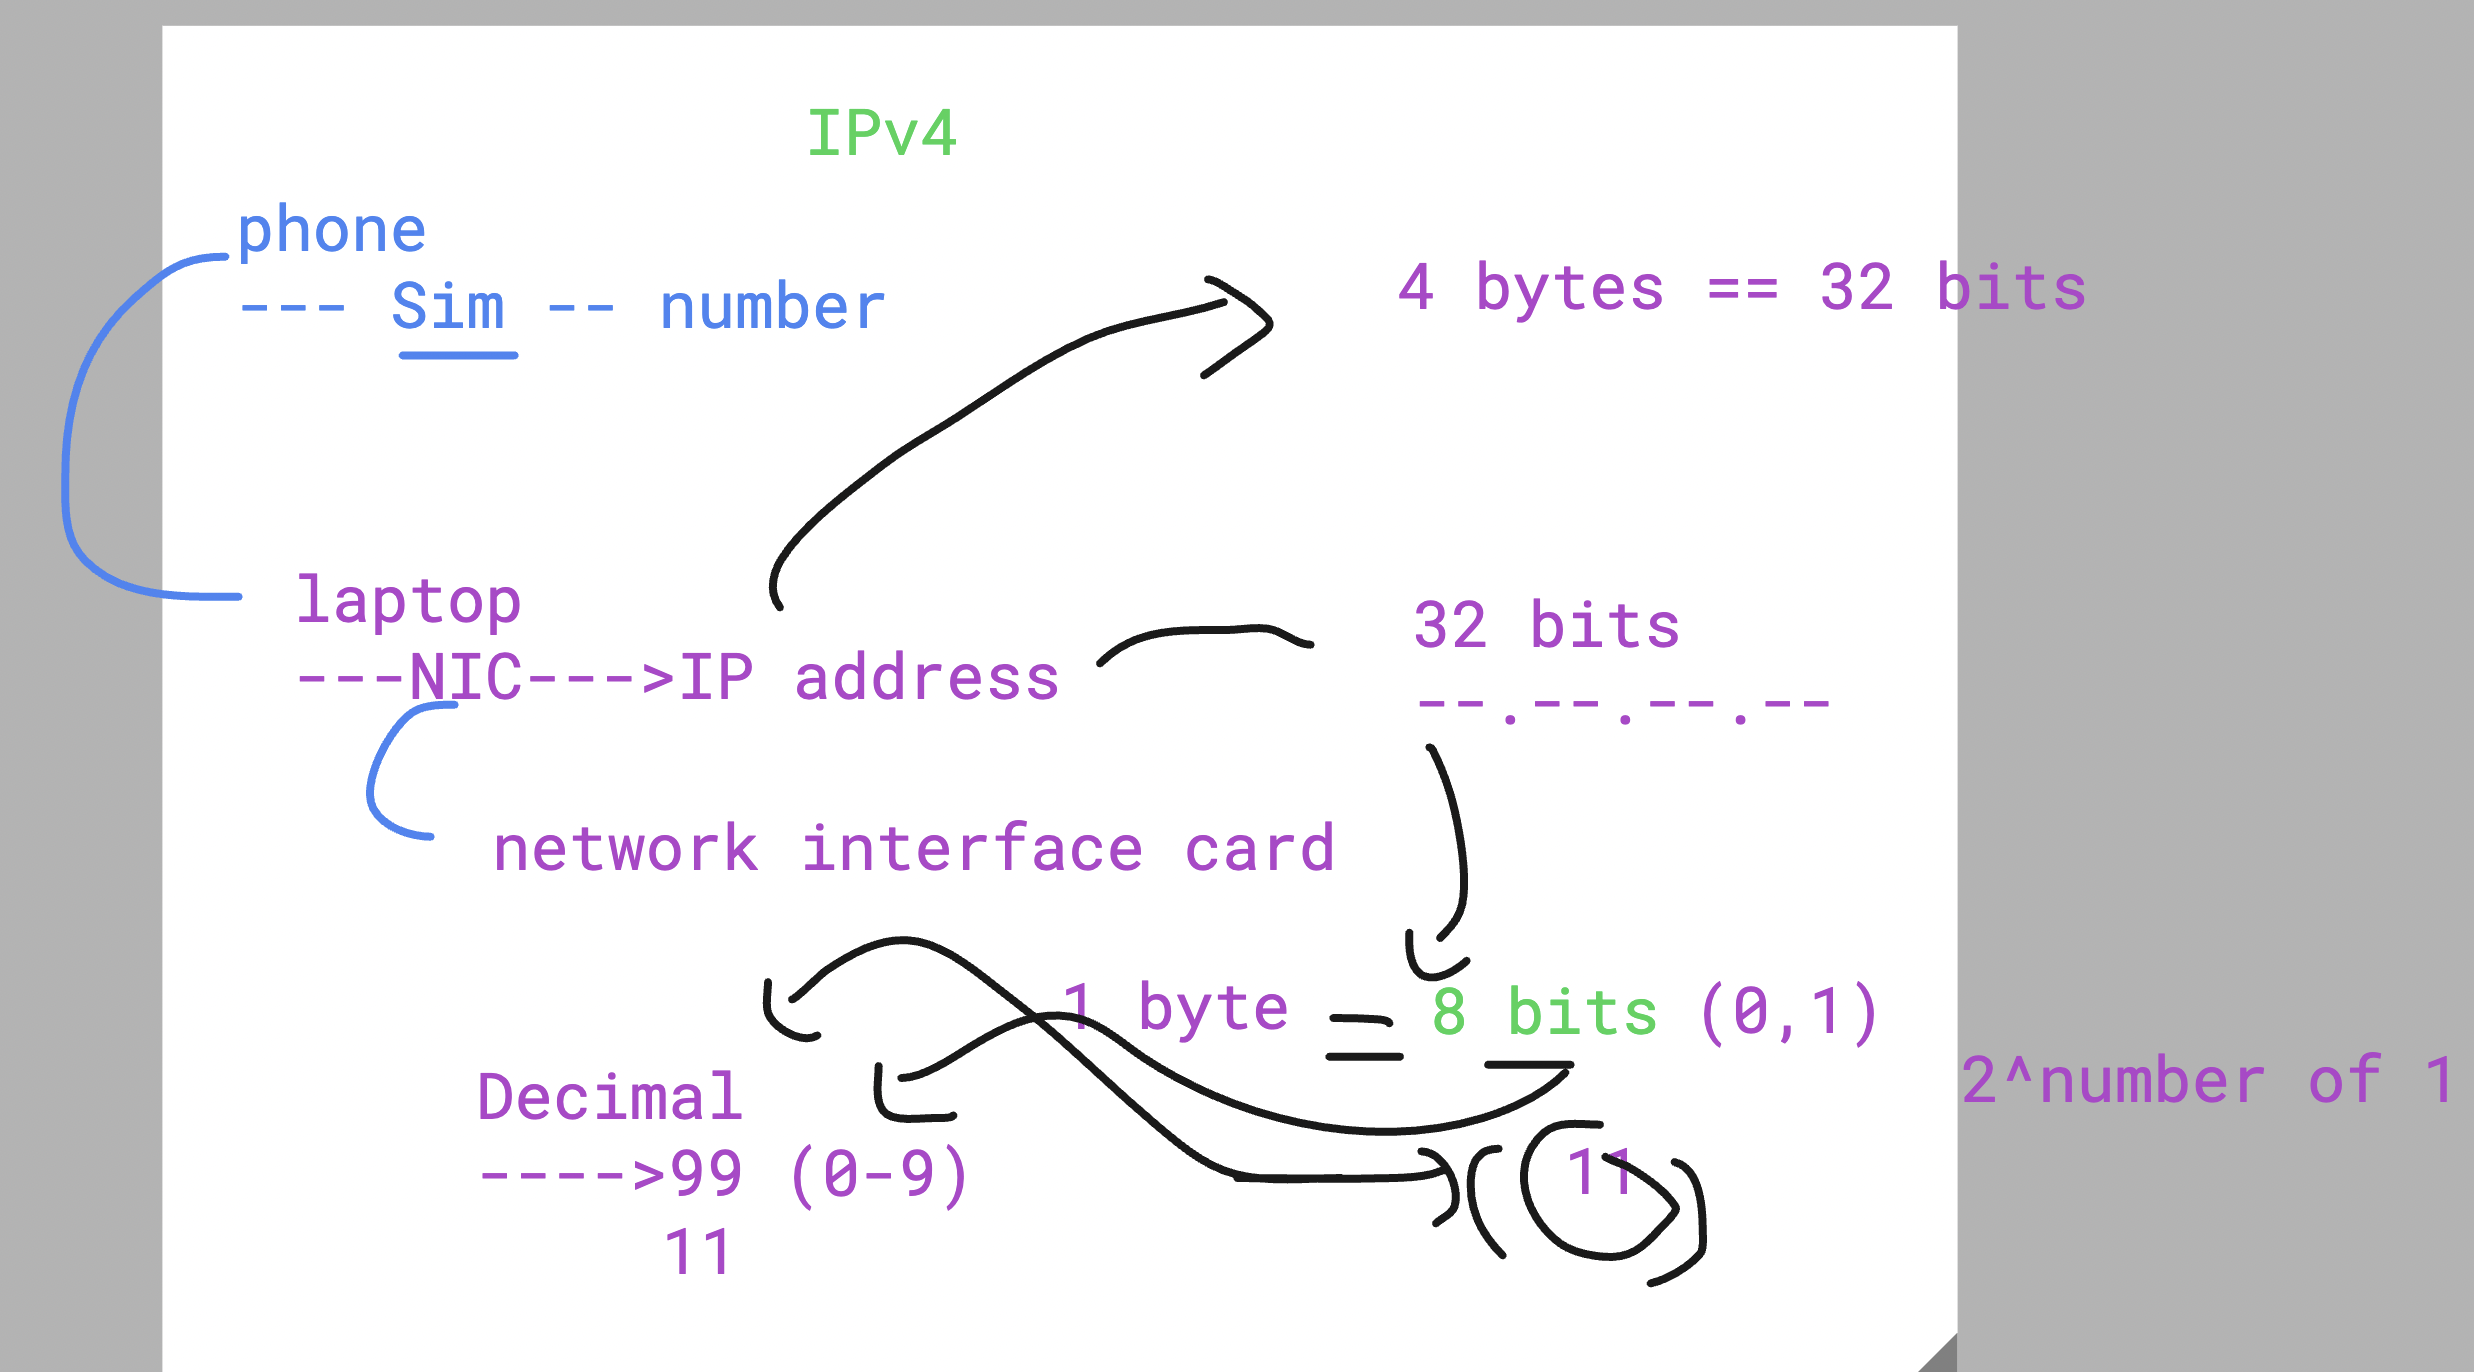 IPv4
phone
--- Sim -- number
4 bytes == 32 bits
laptop
---NIC--->IP address
32 bits
--.--.--.--
network interface card
1 byte = 8 bits (0,1)
2^number of 1
Decimal
---->99 (0-9)
11
( 11 )